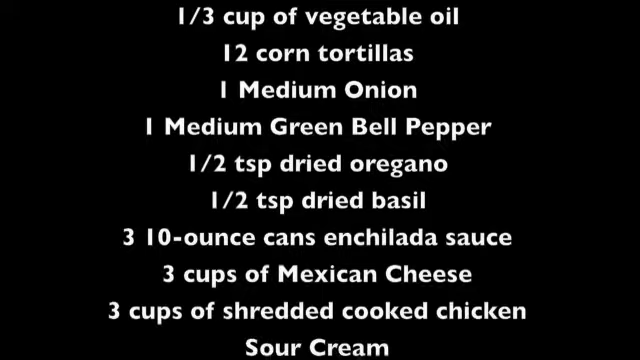 1/3 cup of vegetable oil
12 corn tortillas
1 Medium Onion
1 Medium Green Bell Pepper
1/2 tsp dried oregano
1/2 tsp dried basil
3 10-ounce cans enchilada sauce
3 cups of Mexican Cheese
3 cups of shredded cooked chicken
Sour Cream